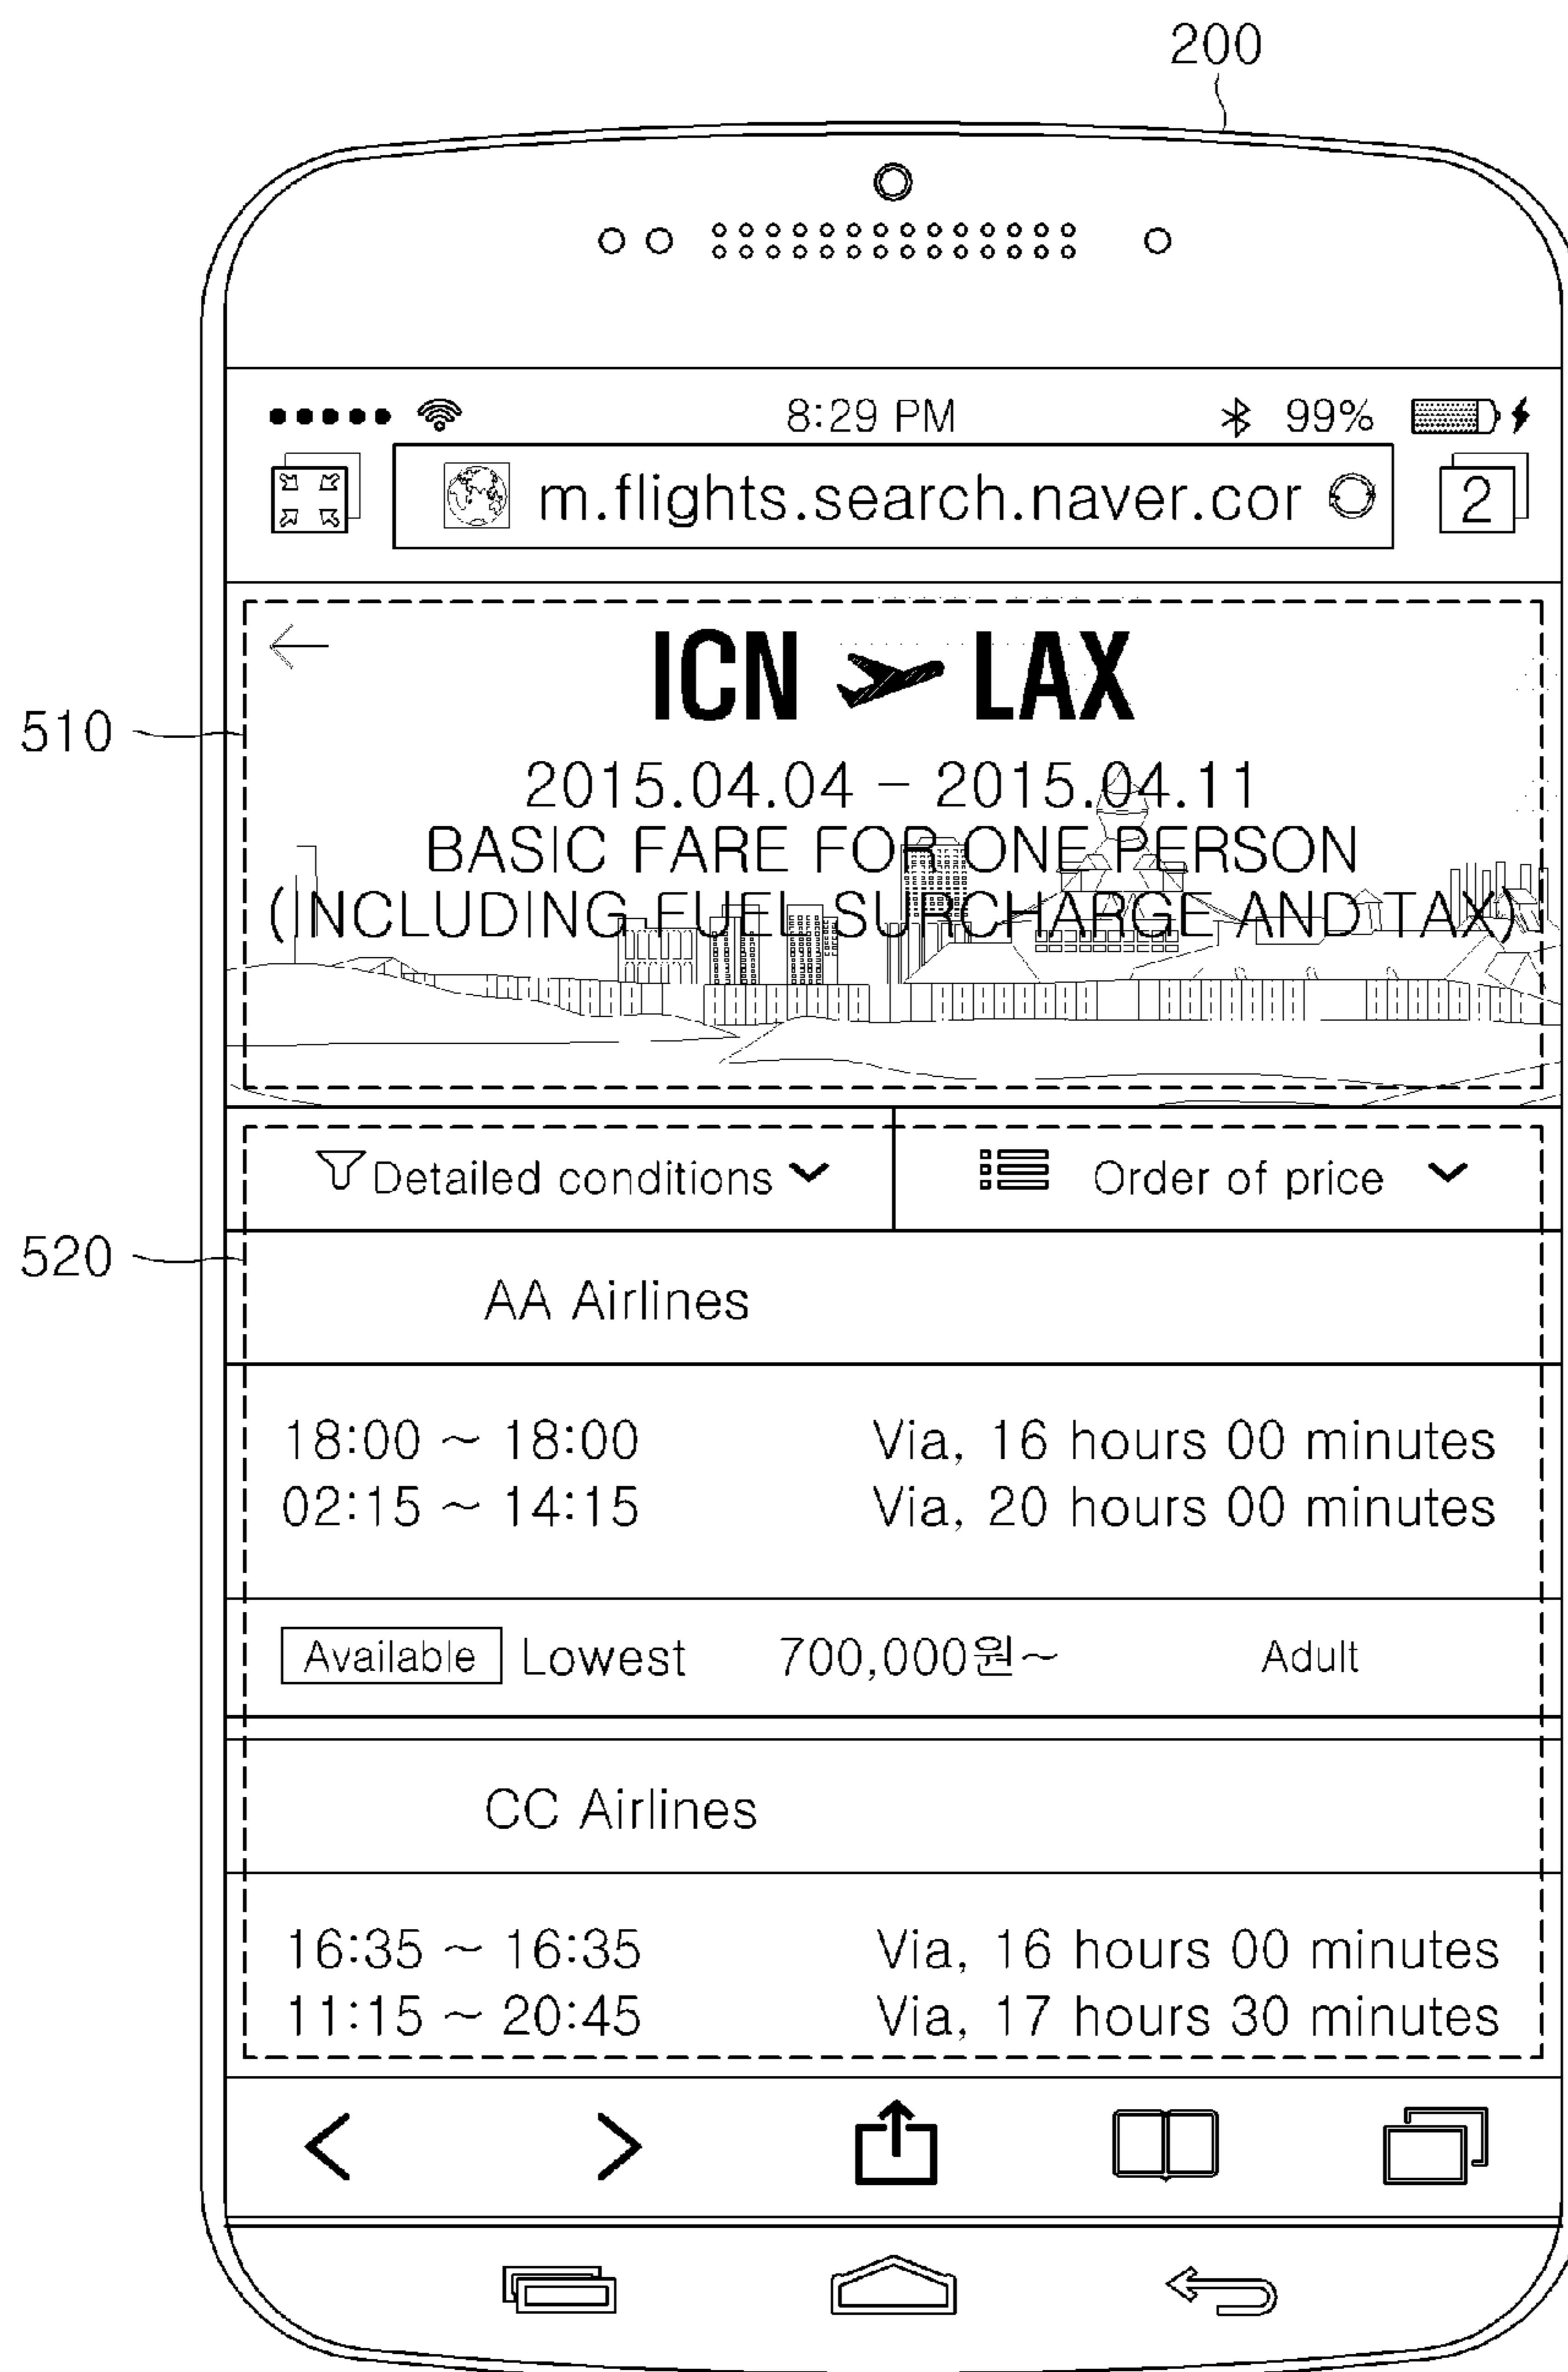 200
8:29 PM 99%
m.flights.search.naver.cor 2
ICN LAX
510
2015.04.04 - 2015.04.11
BASIC FARE FOR ONE PERSON
(INCLUDING FUEL SURCHARGE AND TAX)
Detailed conditions Order of price
520
AA Airlines
18:00 ~ 18:00 Via, 16 hours 00 minutes
02:15 ~ 14:15 Via, 20 hours 00 minutes
Available Lowest 700,000원~ Adult
CC Airlines
16:35 ~ 16:35 Via, 16 hours 00 minutes
11:15 ~ 20:45 Via, 17 hours 30 minutes